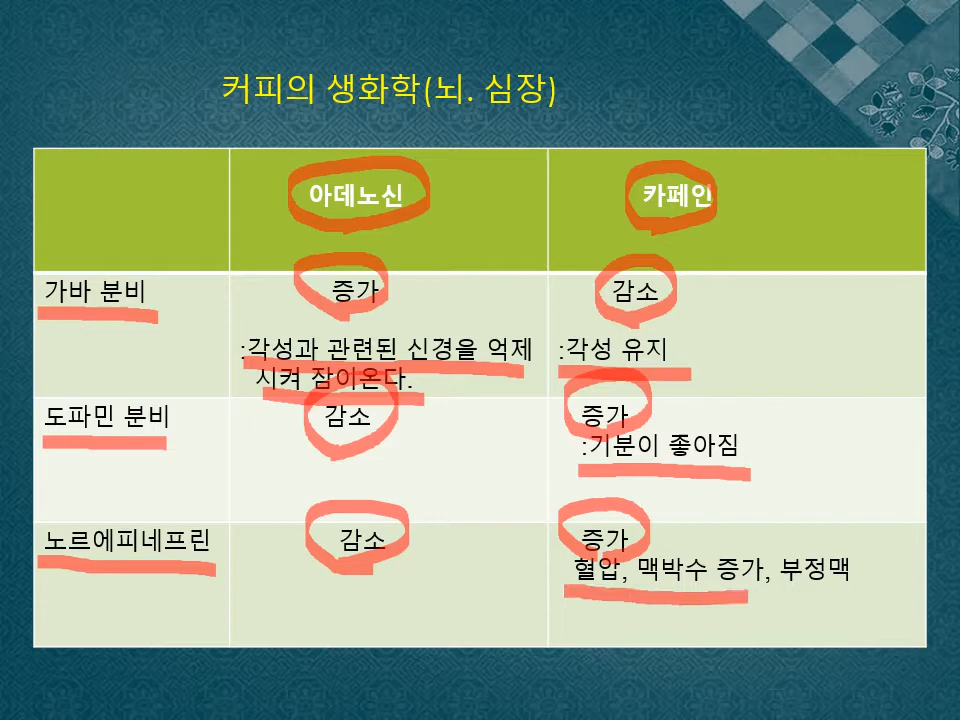 커피의 생화학(뇌. 심장)
아데노신
카페인
가바 분비
증가
:각성과 관련된 신경을 억제
시켜 잠이온다.
감소
:각성 유지
도파민 분비
감소
증가
:기분이 좋아짐
노르에피네프린
감소
증가
혈압, 맥박수 증가, 부정맥